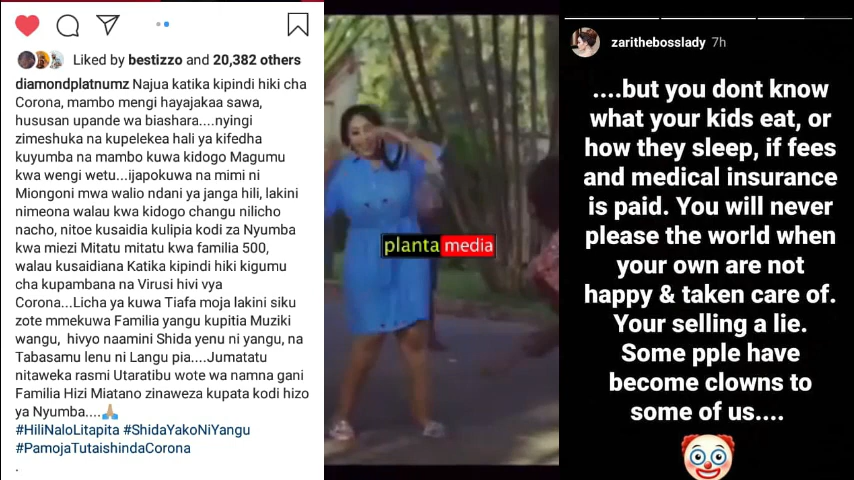 Liked by bestizzo and 20,382 others
diamondplatnumz Najua katika kipindi hiki cha
Corona, mambo mengi hayajakaa sawa,
hususan upande wa biashara....nyingi
zimeshuka na kupelekea hali ya kifedha
kuyumba na mambo kuwa kidogo Magumu
kwa wengi wetu...ijapokuwa na mimi ni
Miongoni mwa walio ndani ya janga hili, lakini
nimeona walau kwa kidogo changu nilicho
nacho, nitoe kusaidia kulipia kodi za Nyumba
kwa miezi Mitatu mitatu kwa familia 500,
walau kusaidiana Katika kipindi hiki kigumu
cha kupambana na Virusi hivi vya
Corona...Licha ya kuwa Tiafa moja lakini siku
zote mmekuwa Familia yangu kupitia Muziki
wangu, hivyo naamini Shida yenu ni yangu, na
Tabasamu lenu ni Langu pia....Jumatatu
nitaweka rasmi Utaratibu wote wa namna gani
Familia Hizi Miatano zinaweza kupata kodi hizo
ya Nyumba....🙏🏼
#HiliNaloLitapita #ShidaYakoNiYangu
#PamojaTutaishindaCorona
.
planta media
zarithebosslady 7h
....but you dont know
what your kids eat, or
how they sleep, if fees
and medical insurance
is paid. You will never
please the world when
your own are not
happy & taken care of.
Your selling a lie.
Some pple have
become clowns to
some of us....
🤡